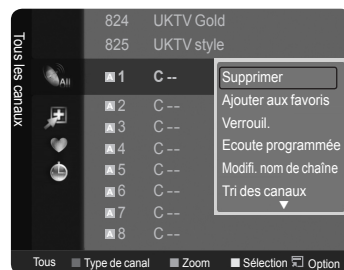 Tous les canaux
824 UKTV Gold
825 UKTV style
All
A 1 C --
A 2 C --
A 3 C --
A 4 C --
A 5 C --
A 6 C --
A 7 C --
A 8 C --
Supprimer
Ajouter aux favoris
Verrouil.
Ecoute programmée
Modifi. nom de chaîne
Tri des canaux
Tous Type de canal Zoom Sélection Option